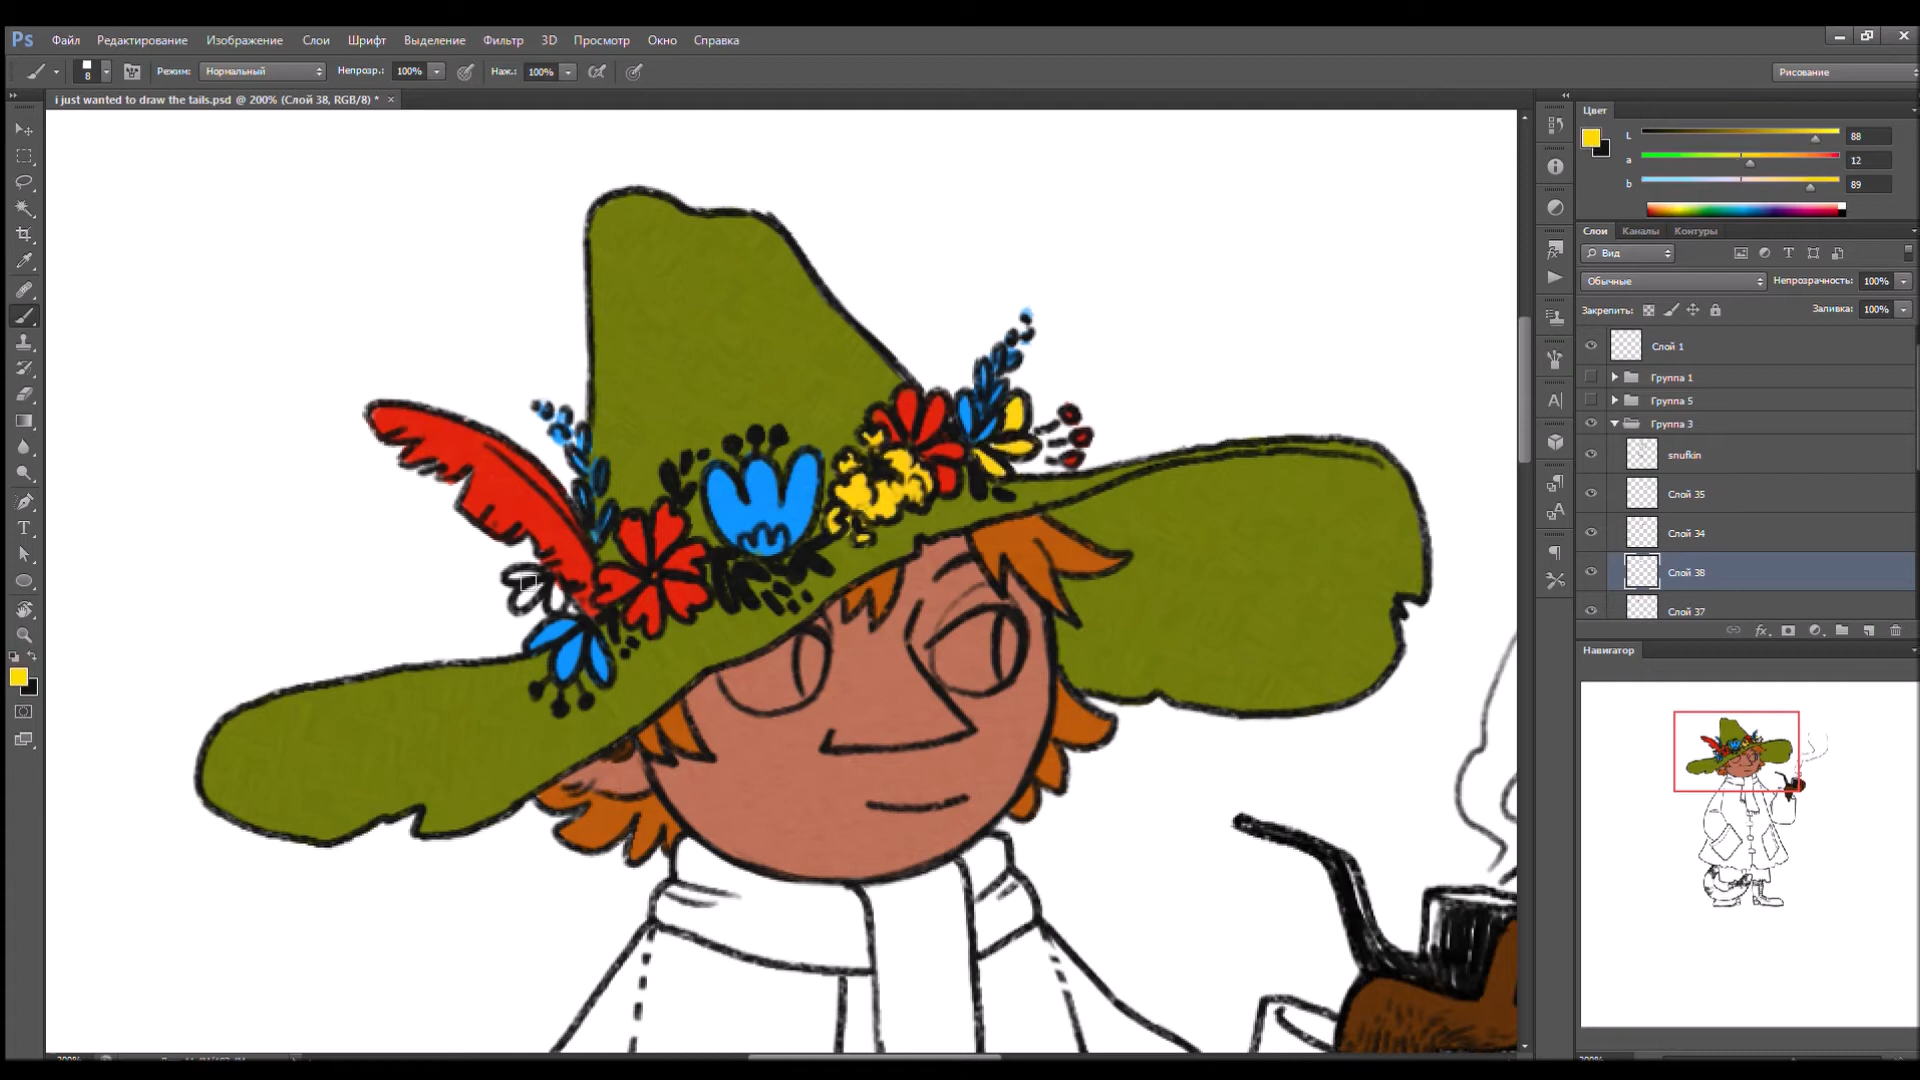 Ps Файл Редактирование Изображение Слои Шрифт Выделение Фильтр 3D Просмотр Окно Справка
8 Режим: Нормальный Непрозр.: 100% Наж.: 100% Рисование
i just wanted to draw the tails.psd @ 200% (Слой 38, RGB/8) * ×
Цвет
L 88
a 12
b 89
Слои Каналы Контуры
Вид
Обычные Непрозрачность: 100%
Закрепить: Заливка: 100%
Слой 1
Группа 1
Группа 5
Группа 3
snufkin
Слой 35
Слой 34
Слой 38
Слой 37
Навигатор